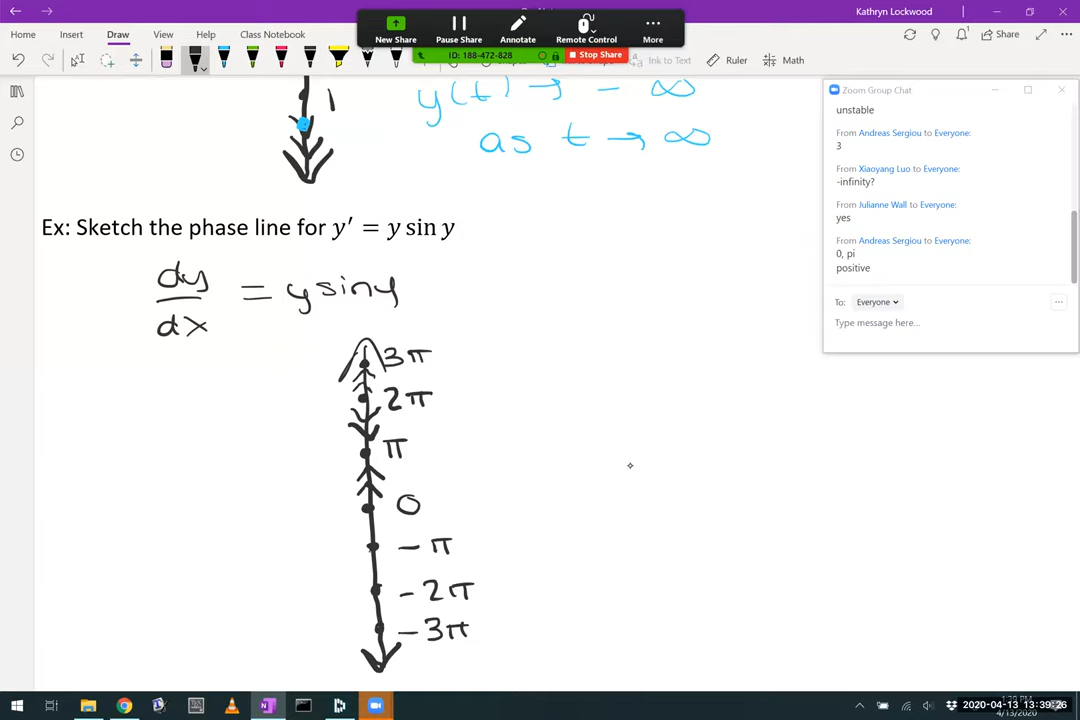 Kathryn Lockwood
Share
New Share
Pause Share
Annotate
Remote Control
More
ID: 188-472-828
Stop Share
Home
Insert
Draw
View
Help
Class Notebook
Ink to Text
Ruler
Math
1
y(t) → - ∞
as t → ∞
Ex: Sketch the phase line for y′ = y sin y
dy/dx = y sin y
3π
2π
π
0
-π
-2π
-3π
Zoom Group Chat
unstable
From Andreas Sergiou to Everyone:
3
From Xiaoyang Luo to Everyone:
-infinity?
From Julianne Wall to Everyone:
yes
From Andreas Sergiou to Everyone:
0, pi
positive
To: Everyone
Type message here...
2020-04-13 13:39:26
4/13/2020